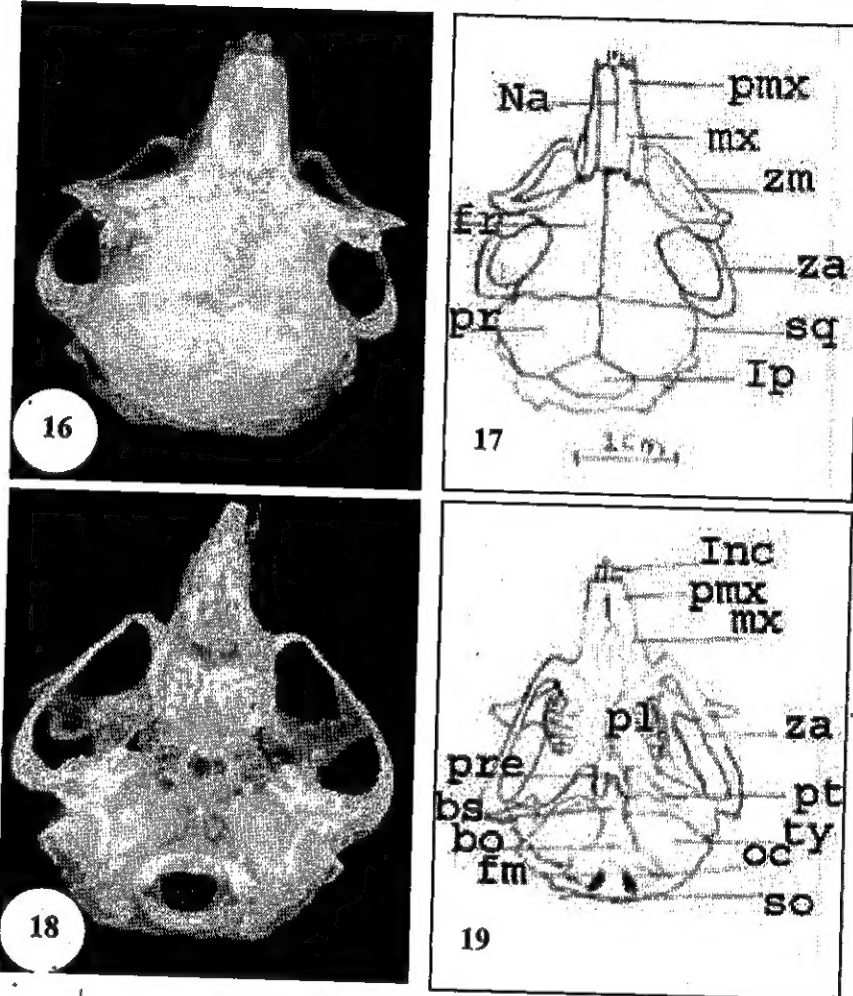 16
Na
pmx
mx
zm
fr
za
pr
sq
Ip
17
1cm
18
Inc
pmx
mx
pl
za
pre
pt
bs
bo
ty
oc
fm
so
19